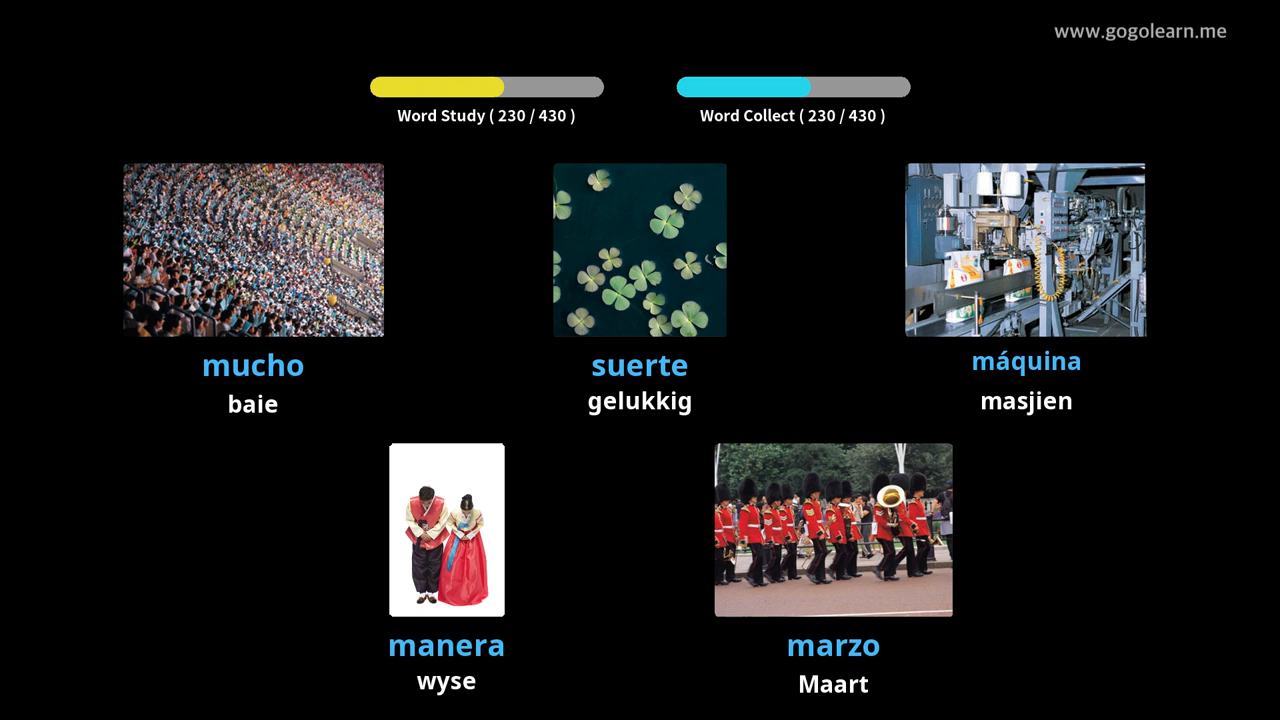 www.gogolearn.me
Word Study ( 230 / 430 )
Word Collect ( 230 / 430 )
mucho
baie
suerte
gelukkig
máquina
masjien
manera
wyse
marzo
Maart